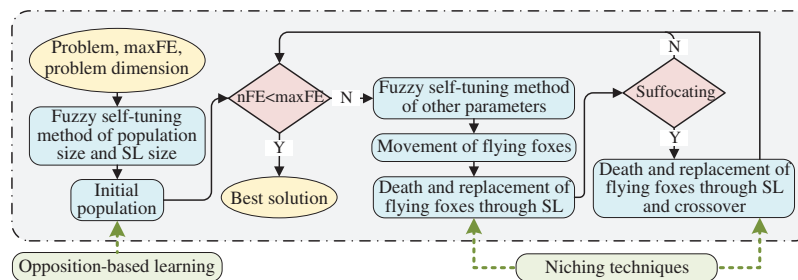 Problem, maxFE,
problem dimension
Fuzzy self-tuning
method of population
size and SL size
Initial
population
nFE<maxFE
N
Y
Best solution
Fuzzy self-tuning method
of other parameters
Movement of flying foxes
Death and replacement of
flying foxes through SL
N
Suffocating
Y
Death and replacement of
flying foxes through SL
and crossover
Opposition-based learning
Niching techniques